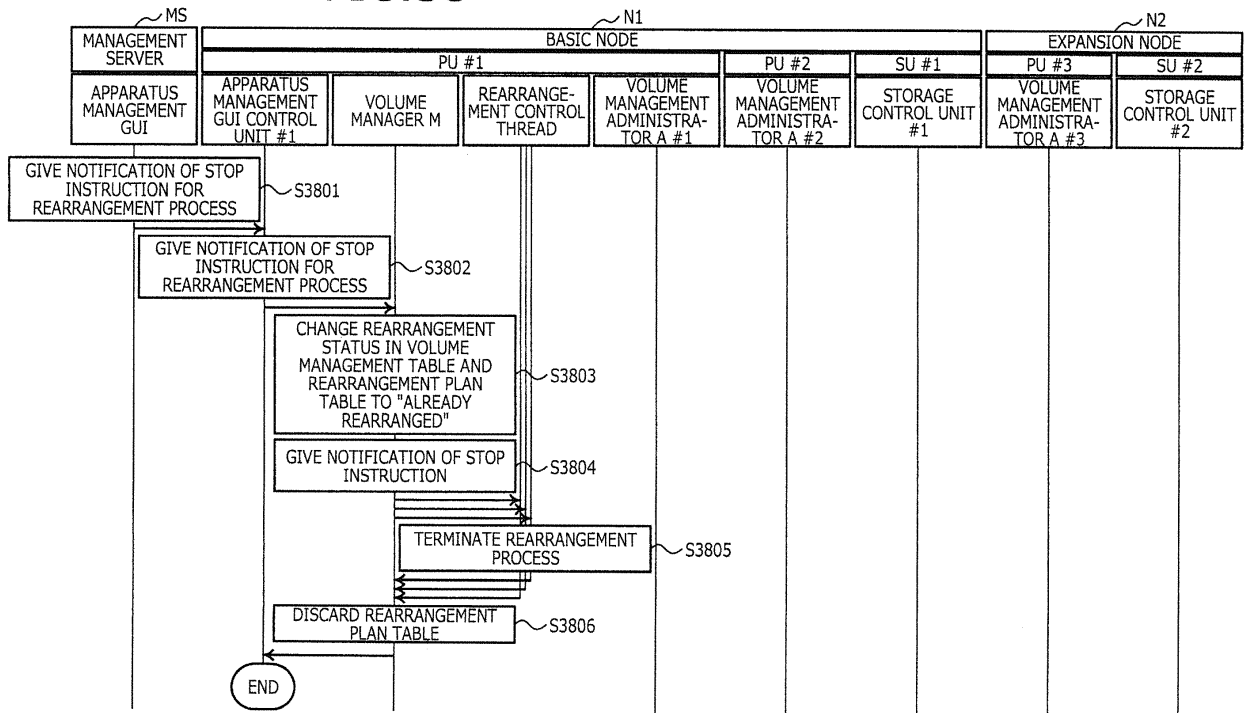 MS
N1
N2
MANAGEMENT
SERVER
BASIC NODE
EXPANSION NODE
PU #1
PU #2
SU #1
PU #3
SU #2
APPARATUS
MANAGEMENT
GUI
APPARATUS
MANAGEMENT
GUI CONTROL
UNIT #1
VOLUME
MANAGER M
REARRANGE-
MENT CONTROL
THREAD
VOLUME
MANAGEMENT
ADMINISTRA-
TOR A #1
VOLUME
MANAGEMENT
ADMINISTRA-
TOR A #2
STORAGE
CONTROL UNIT
#1
VOLUME
MANAGEMENT
ADMINISTRA-
TOR A #3
STORAGE
CONTROL UNIT
#2
GIVE NOTIFICATION OF STOP
INSTRUCTION FOR
REARRANGEMENT PROCESS
S3801
GIVE NOTIFICATION OF STOP
INSTRUCTION FOR
REARRANGEMENT PROCESS
S3802
CHANGE REARRANGEMENT
STATUS IN VOLUME
MANAGEMENT TABLE AND
REARRANGEMENT PLAN
TABLE TO "ALREADY
REARRANGED"
S3803
GIVE NOTIFICATION OF STOP
INSTRUCTION
S3804
TERMINATE REARRANGEMENT
PROCESS
S3805
DISCARD REARRANGEMENT
PLAN TABLE
S3806
END